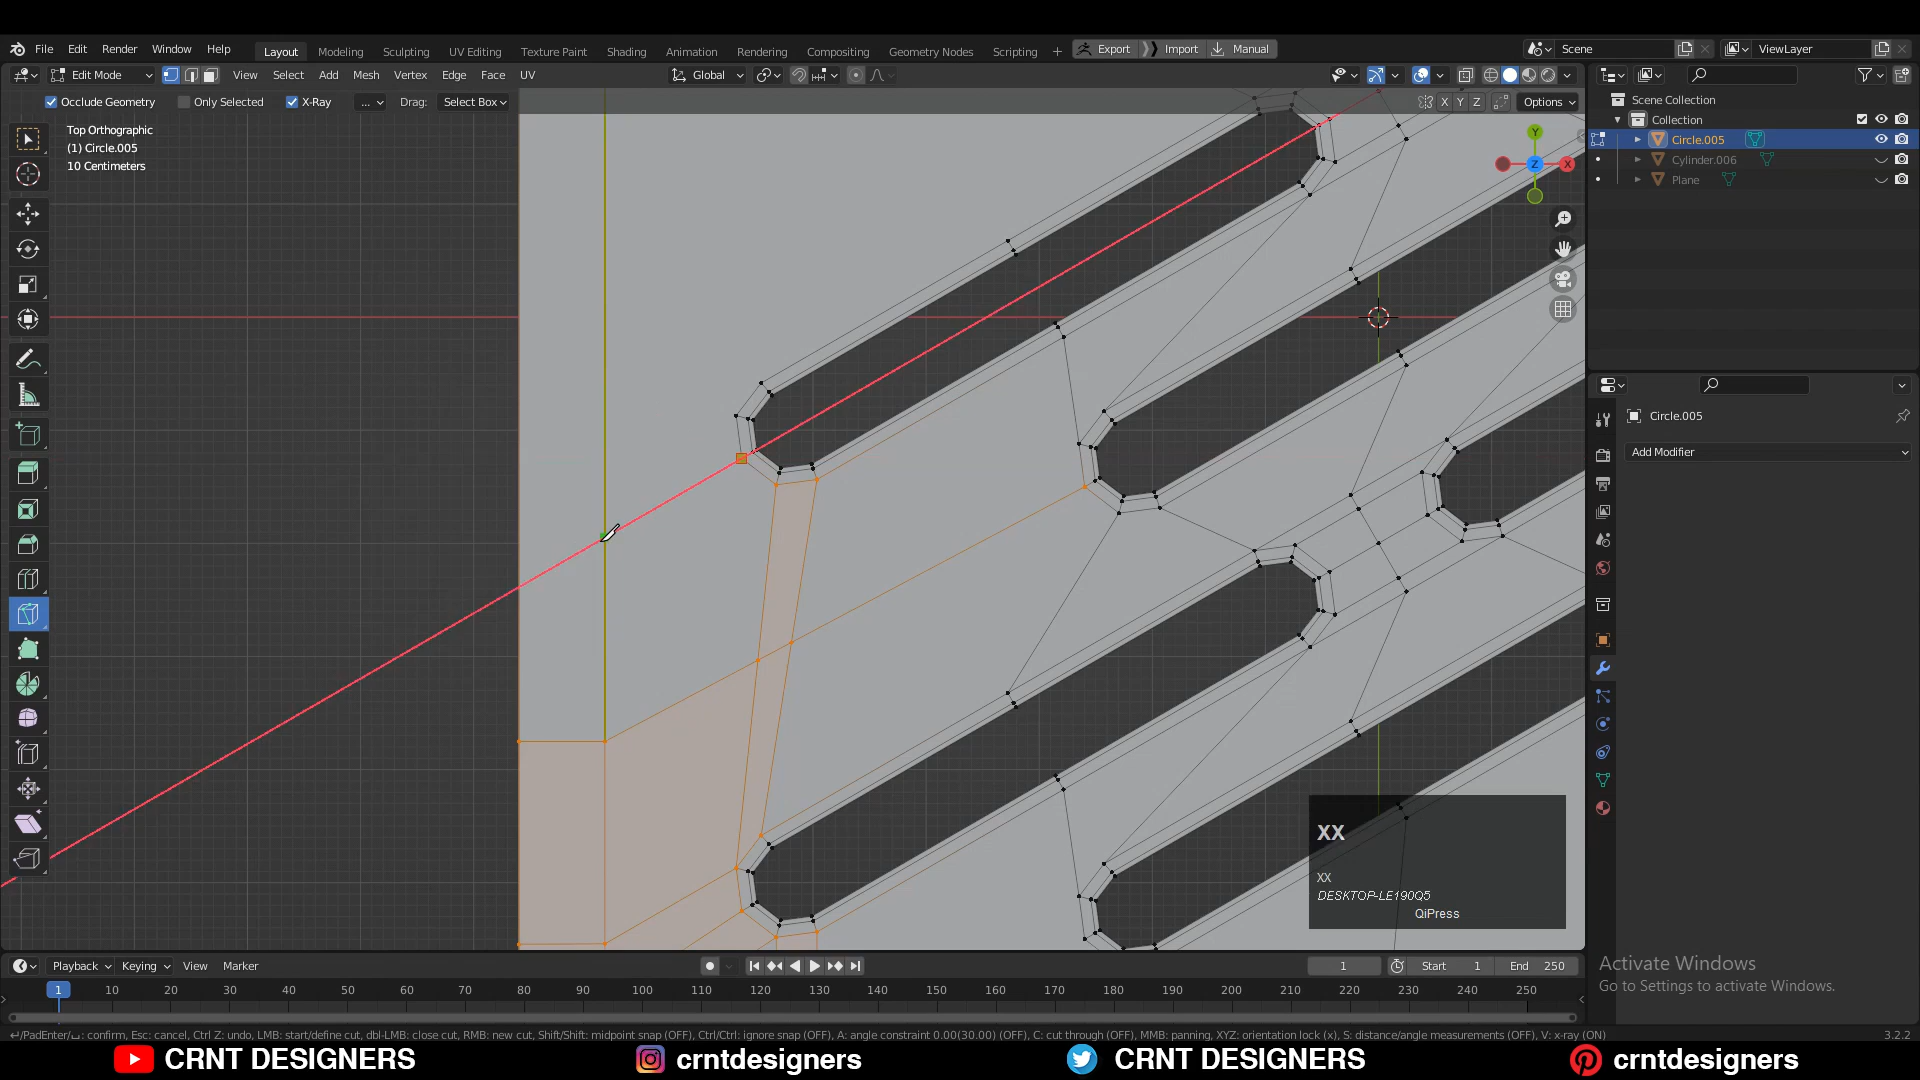 File Edit Render Window Help Layout Modeling Sculpting UV Editing Texture Paint Shading Animation Rendering Compositing Geometry Nodes Scripting + Export Import Manual Scene ViewLayer
Edit Mode View Select Add Mesh Vertex Edge Face UV Global
Occlude Geometry Only Selected X-Ray ... Drag: Select Box X Y Z Options
Top Orthographic
(1) Circle.005
10 Centimeters
Y
Z
X
Scene Collection
Collection
Circle.005
Cylinder.006
Plane
Circle.005
Add Modifier
XX
XX
DESKTOP-LE190Q5
QiPress
Activate Windows
Go to Settings to activate Windows.
Playback Keying View Marker 1 Start 1 End 250
1 10 20 30 40 50 60 70 80 90 100 110 120 130 140 150 160 170 180 190 200 210 220 230 240 250
/PadEnter/: confirm, Esc: cancel, Ctrl Z: undo, LMB: start/define cut, dbl-LMB: close cut, RMB: new cut, Shift/Shift: midpoint snap (OFF), Ctrl/Ctrl: ignore snap (OFF), A: angle constraint 0.00(30.00) (OFF), C: cut through (OFF), MMB: panning, XYZ: orientation lock (x), S: distance/angle measurements (OFF), V: x-ray (ON) 3.2.2
CRNT DESIGNERS crntdesigners CRNT DESIGNERS crntdesigners